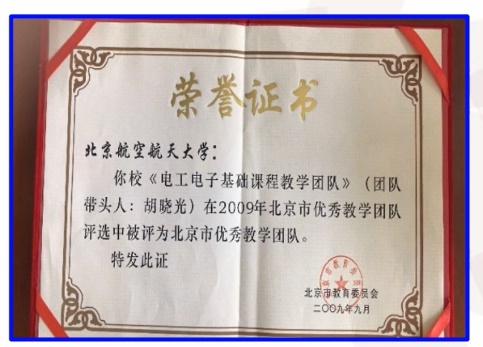 荣誉证书
北京航空航天大学：
你校《电工电子基础课程教学团队》（团队
带头人：胡晓光）在2009年北京市优秀教学团队
评选中被评为北京市优秀教学团队。
特发此证
北京市教育委员会
二〇〇九年九月